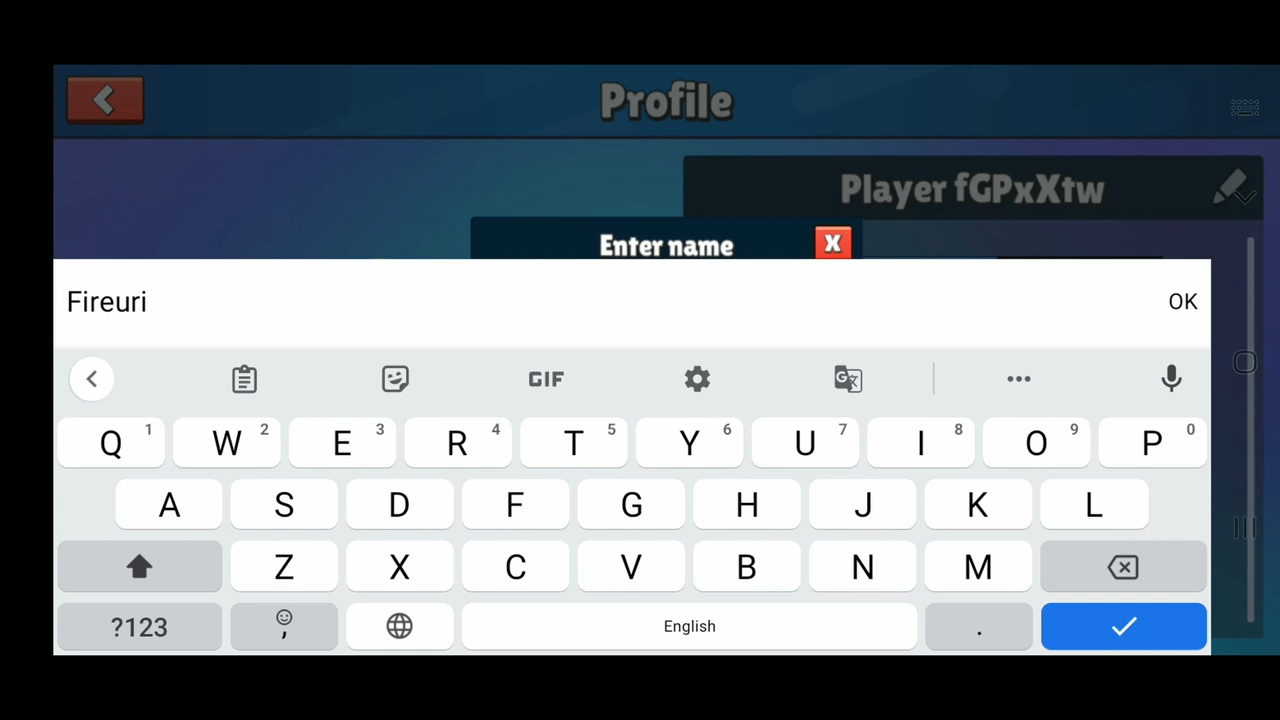 Profile
Player fGPxXtw
Enter name
X
Fireuri
OK
GIF
G
Q 1 W 2 E 3 R 4 T 5 Y 6 U 7 I 8 O 9 P 0
A S D F G H J K L
Z X C V B N M
?123 , English .